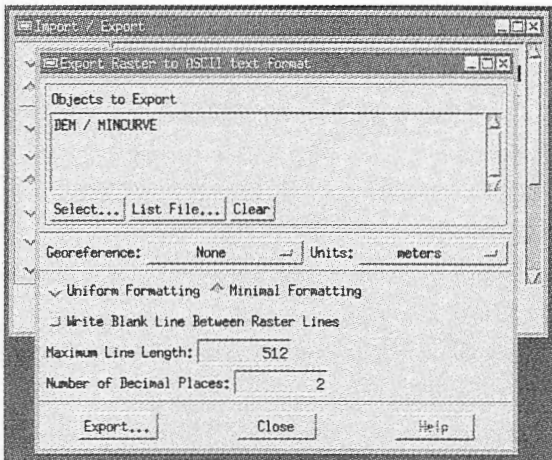 Import / Export
Export Raster to ASCII text format
Objects to Export
DEM / MINCURVE
Select... List File... Clear
Georeference: None Units: meters
Uniform Formatting Minimal Formatting
Write Blank Line Between Raster Lines
Maximum Line Length: 512
Number of Decimal Places: 2
Export... Close Help